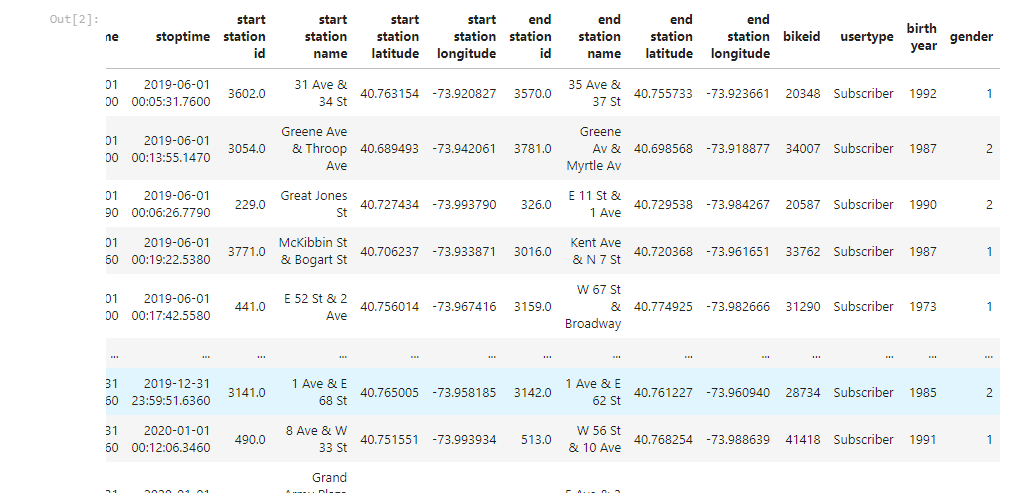 Out[2]:
ne stoptime start station id start station name start station latitude start station longitude end station id end station name end station latitude end station longitude bikeid usertype birth year gender
01 00 2019-06-01 00:05:31.7600 3602.0 31 Ave & 34 St 40.763154 -73.920827 3570.0 35 Ave & 37 St 40.755733 -73.923661 20348 Subscriber 1992 1
01 00 2019-06-01 00:13:55.1470 3054.0 Greene Ave & Throop Ave 40.689493 -73.942061 3781.0 Greene Av & Myrtle Av 40.698568 -73.918877 34007 Subscriber 1987 2
01 90 2019-06-01 00:06:26.7790 229.0 Great Jones St 40.727434 -73.993790 326.0 E 11 St & 1 Ave 40.729538 -73.984267 20587 Subscriber 1990 2
01 60 2019-06-01 00:19:22.5380 3771.0 McKibbin St & Bogart St 40.706237 -73.933871 3016.0 Kent Ave & N 7 St 40.720368 -73.961651 33762 Subscriber 1987 1
01 00 2019-06-01 00:17:42.5580 441.0 E 52 St & 2 Ave 40.756014 -73.967416 3159.0 W 67 St & Broadway 40.774925 -73.982666 31290 Subscriber 1973 1
... ... ... ... ... ... ... ... ... ... ... ... ... ...
31 60 2019-12-31 23:59:51.6360 3141.0 1 Ave & E 68 St 40.765005 -73.958185 3142.0 1 Ave & E 62 St 40.761227 -73.960940 28734 Subscriber 1985 2
31 60 2020-01-01 00:12:06.3460 490.0 8 Ave & W 33 St 40.751551 -73.993934 513.0 W 56 St & 10 Ave 40.768254 -73.988639 41418 Subscriber 1991 1
Grand